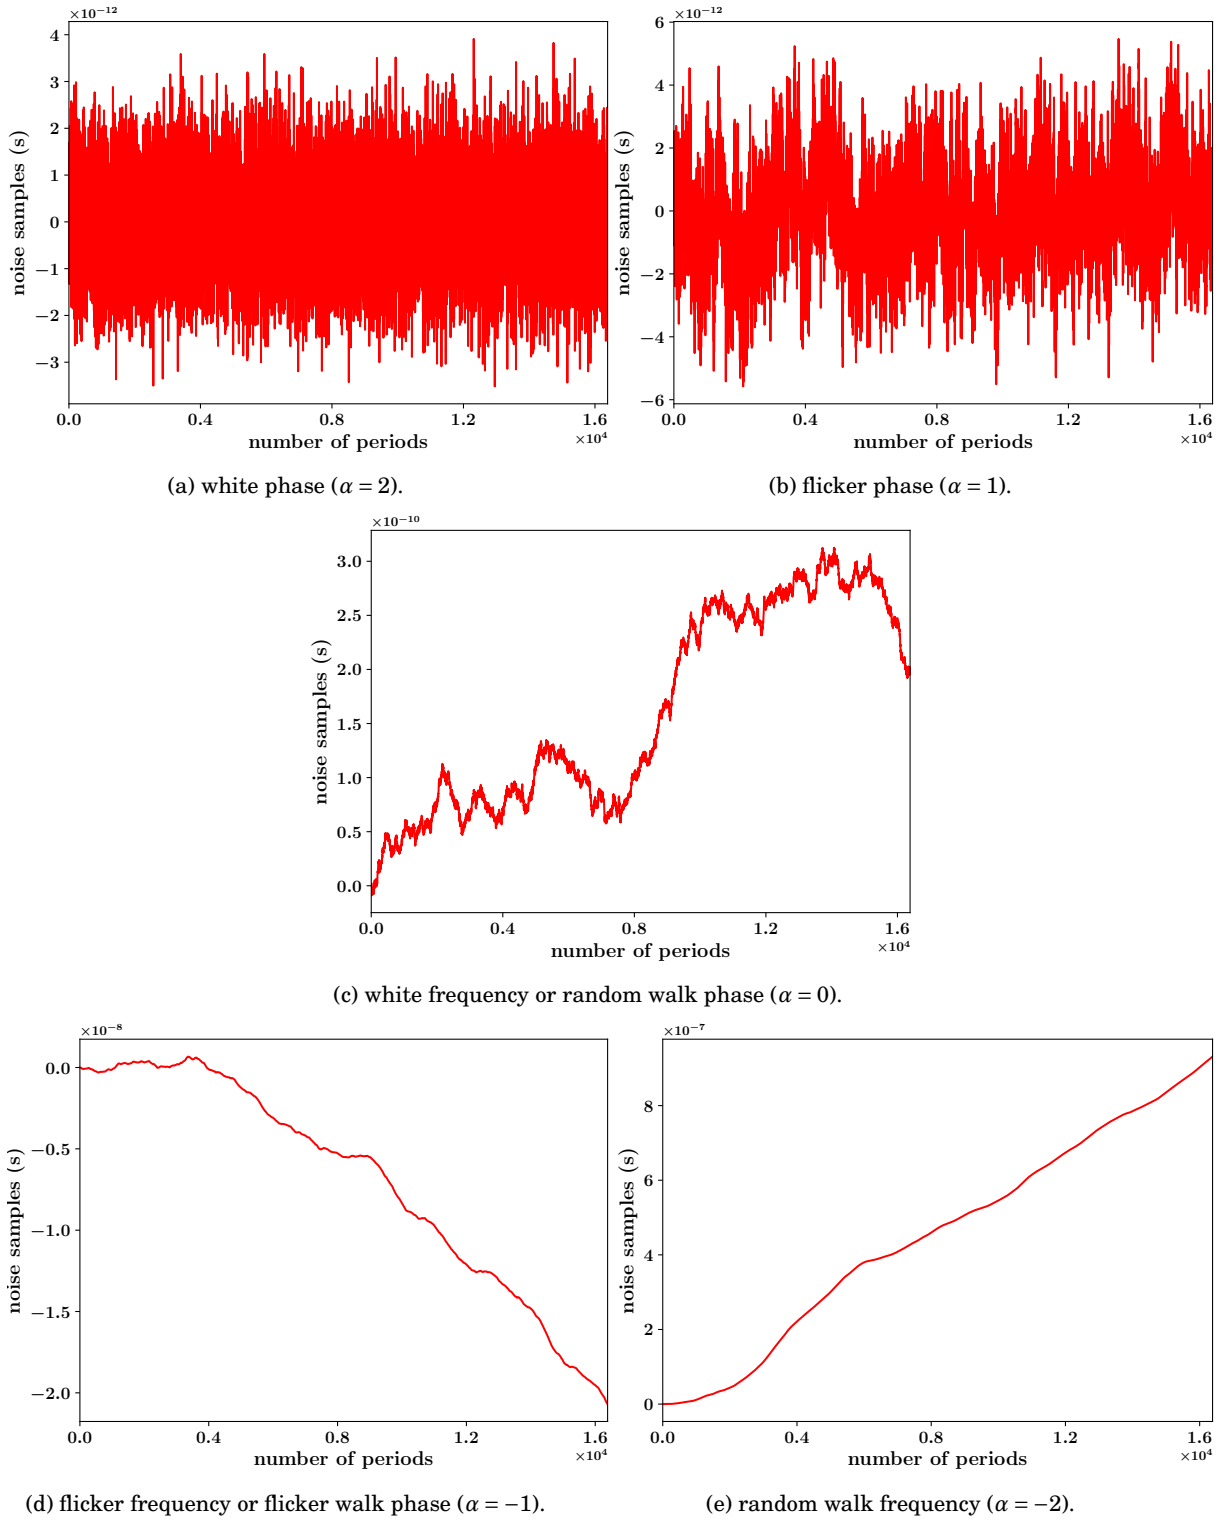 ×10⁻¹²
4
3
2
1
0
−1
−2
−3
noise samples (s)
0.0 0.4 0.8 1.2 1.6
×10⁴
number of periods
(a) white phase (α = 2).
×10⁻¹²
6
4
2
0
−2
−4
−6
noise samples (s)
0.0 0.4 0.8 1.2 1.6
×10⁴
number of periods
(b) flicker phase (α = 1).
×10⁻¹⁰
3.0
2.5
2.0
1.5
1.0
0.5
0.0
noise samples (s)
0.0 0.4 0.8 1.2 1.6
×10⁴
number of periods
(c) white frequency or random walk phase (α = 0).
×10⁻⁸
0.0
−0.5
−1.0
−1.5
−2.0
noise samples (s)
0.0 0.4 0.8 1.2 1.6
×10⁴
number of periods
(d) flicker frequency or flicker walk phase (α = −1).
×10⁻⁷
8
6
4
2
0
noise samples (s)
0.0 0.4 0.8 1.2 1.6
×10⁴
number of periods
(e) random walk frequency (α = −2).